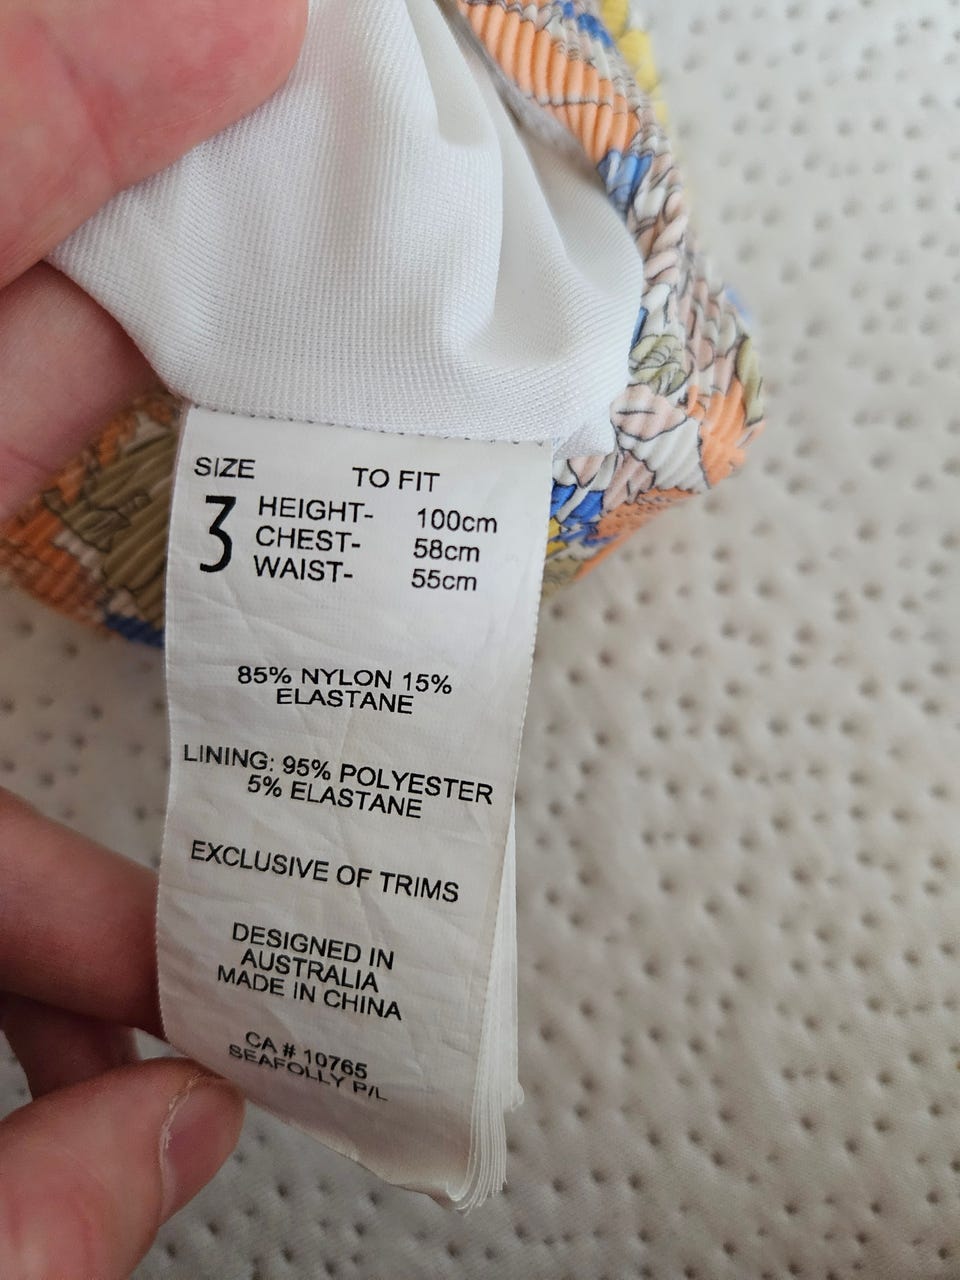 SIZE TO FIT
3 HEIGHT- 100cm
CHEST- 58cm
WAIST- 55cm
85% NYLON 15%
ELASTANE
LINING: 95% POLYESTER
5% ELASTANE
EXCLUSIVE OF TRIMS
DESIGNED IN
AUSTRALIA
MADE IN CHINA
CA # 10765
SEAFOLLY P/L